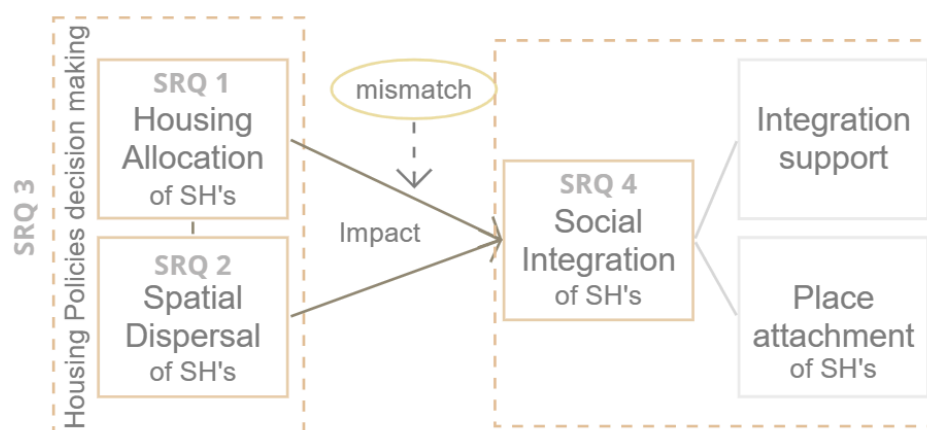 SRQ 3
Housing Policies decision making
SRQ 1
Housing
Allocation
of SH's
SRQ 2
Spatial
Dispersal
of SH's
mismatch
Impact
SRQ 4
Social
Integration
of SH's
Integration
support
Place
attachment
of SH's